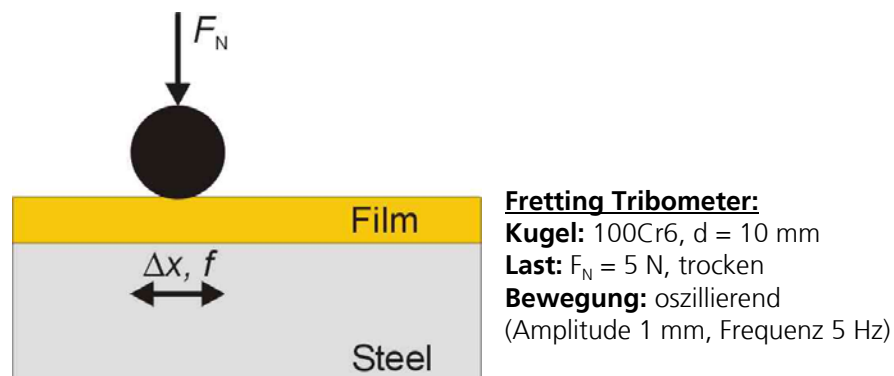 F_N
Film
Δx, f
Steel
Fretting Tribometer:
Kugel: 100Cr6, d = 10 mm
Last: F_N = 5 N, trocken
Bewegung: oszillierend
(Amplitude 1 mm, Frequenz 5 Hz)